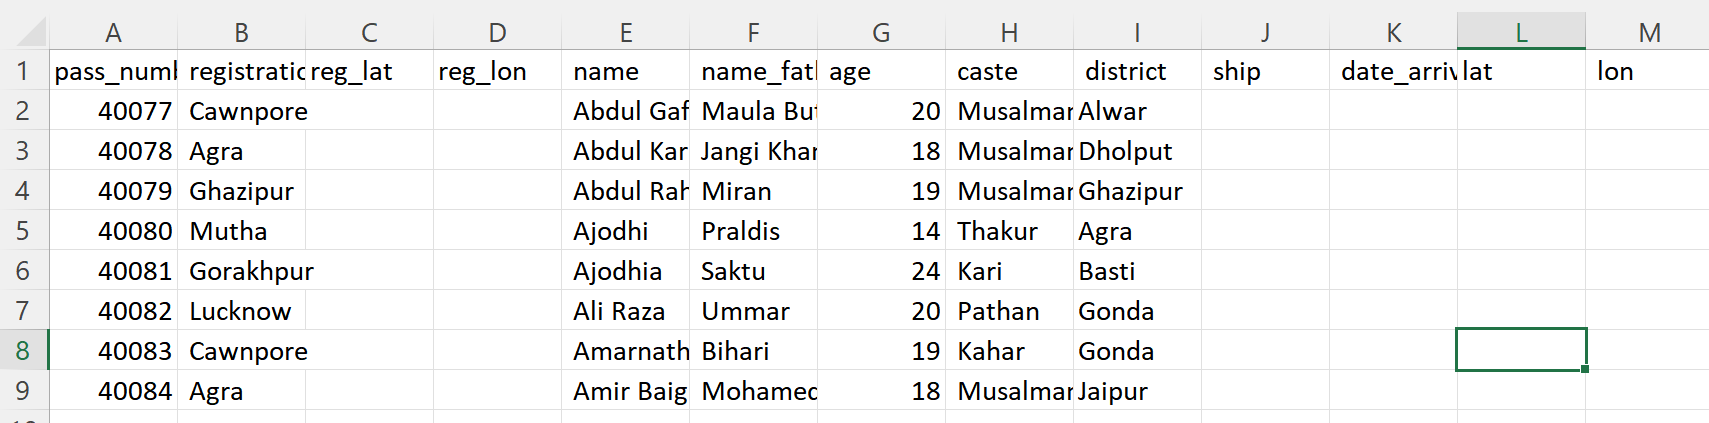 A B C D E F G H I J K L M
1 pass_numb registratio reg_lat reg_lon name name_fath age caste district ship date_arriv lat lon
2 40077 Cawnpore Abdul Gaf Maula But 20 Musalmar Alwar
3 40078 Agra Abdul Kar Jangi Khar 18 Musalmar Dholput
4 40079 Ghazipur Abdul Rah Miran 19 Musalmar Ghazipur
5 40080 Mutha Ajodhi Praldis 14 Thakur Agra
6 40081 Gorakhpur Ajodhia Saktu 24 Kari Basti
7 40082 Lucknow Ali Raza Ummar 20 Pathan Gonda
8 40083 Cawnpore Amarnath Bihari 19 Kahar Gonda
9 40084 Agra Amir Baig Mohamed 18 Musalmar Jaipur